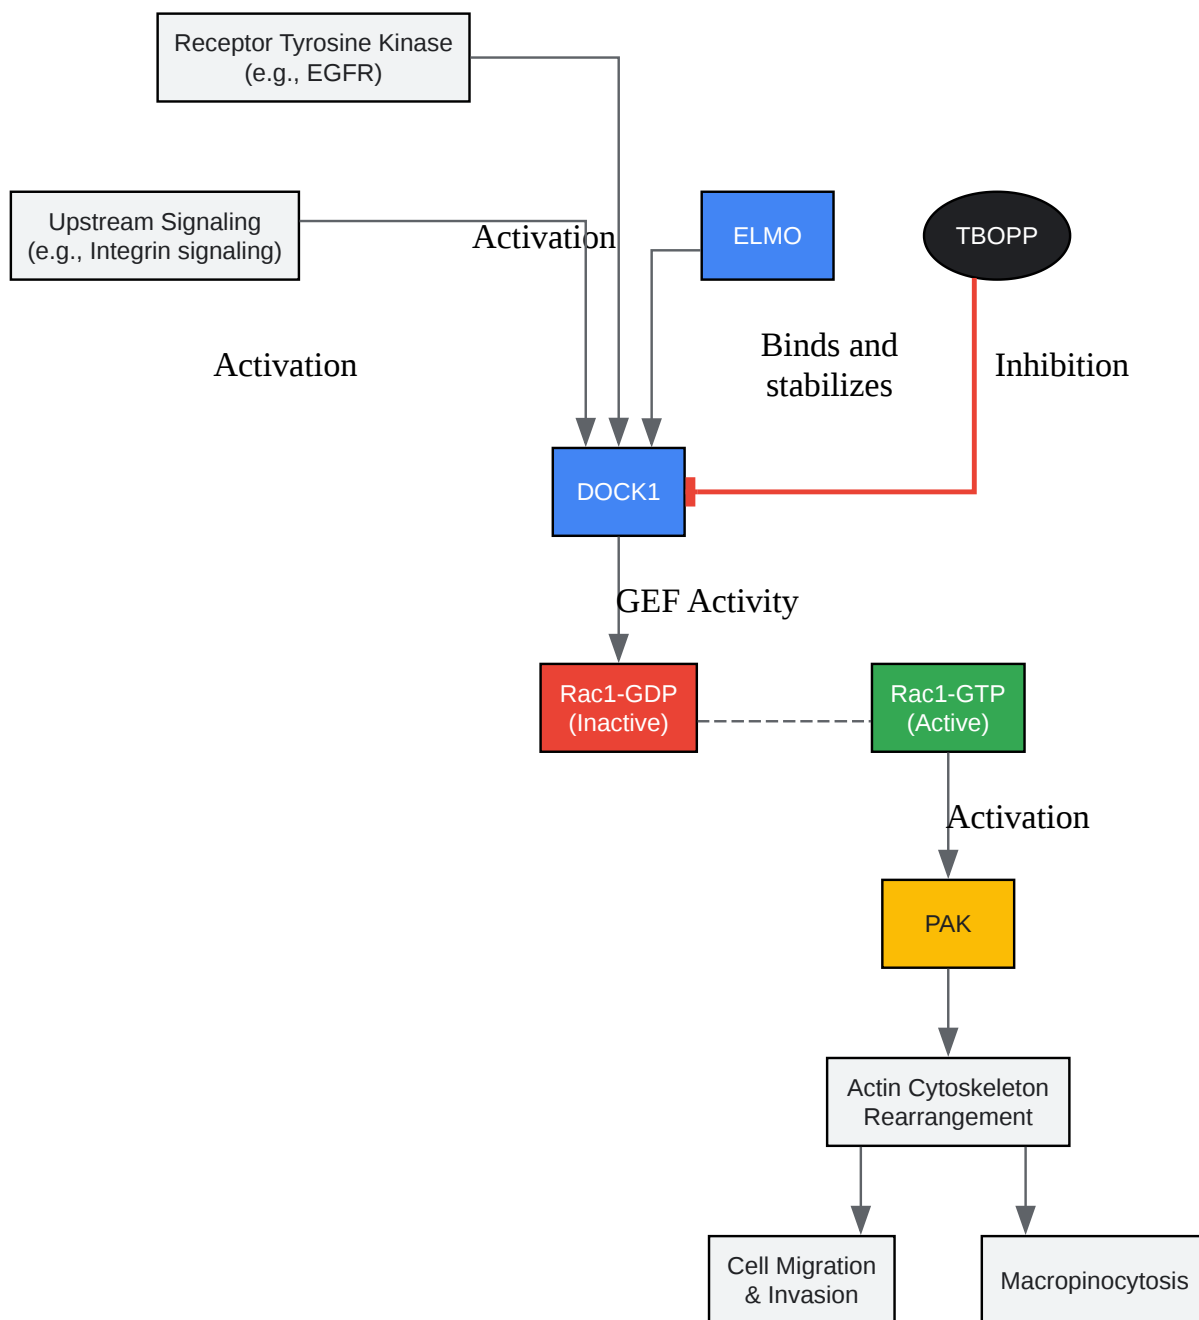 Receptor Tyrosine Kinase
(e.g., EGFR)
Upstream Signaling
(e.g., Integrin signaling)
Activation
ELMO
TBOPP
Activation
Binds and
stabilizes
Inhibition
DOCK1
GEF Activity
Rac1-GDP
(Inactive)
Rac1-GTP
(Active)
Activation
PAK
Actin Cytoskeleton
Rearrangement
Cell Migration
& Invasion
Macropinocytosis